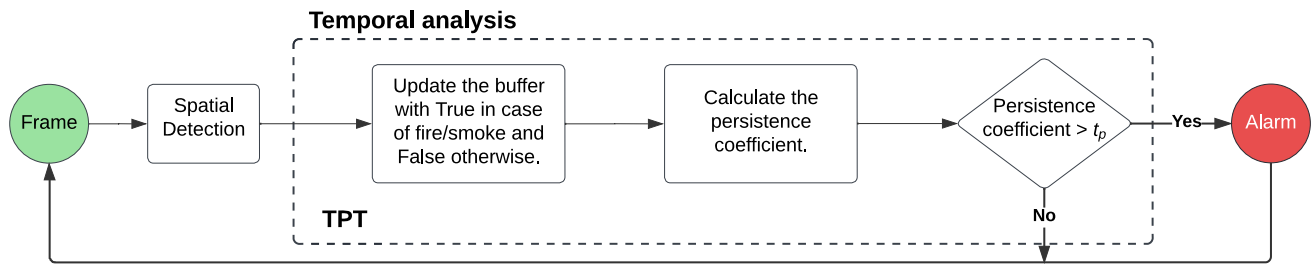 Temporal analysis
Frame
Spatial
Detection
Update the buffer
with True in case
of fire/smoke and
False otherwise.
Calculate the
persistence
coefficient.
Persistence
coefficient > tp
Yes
Alarm
No
TPT